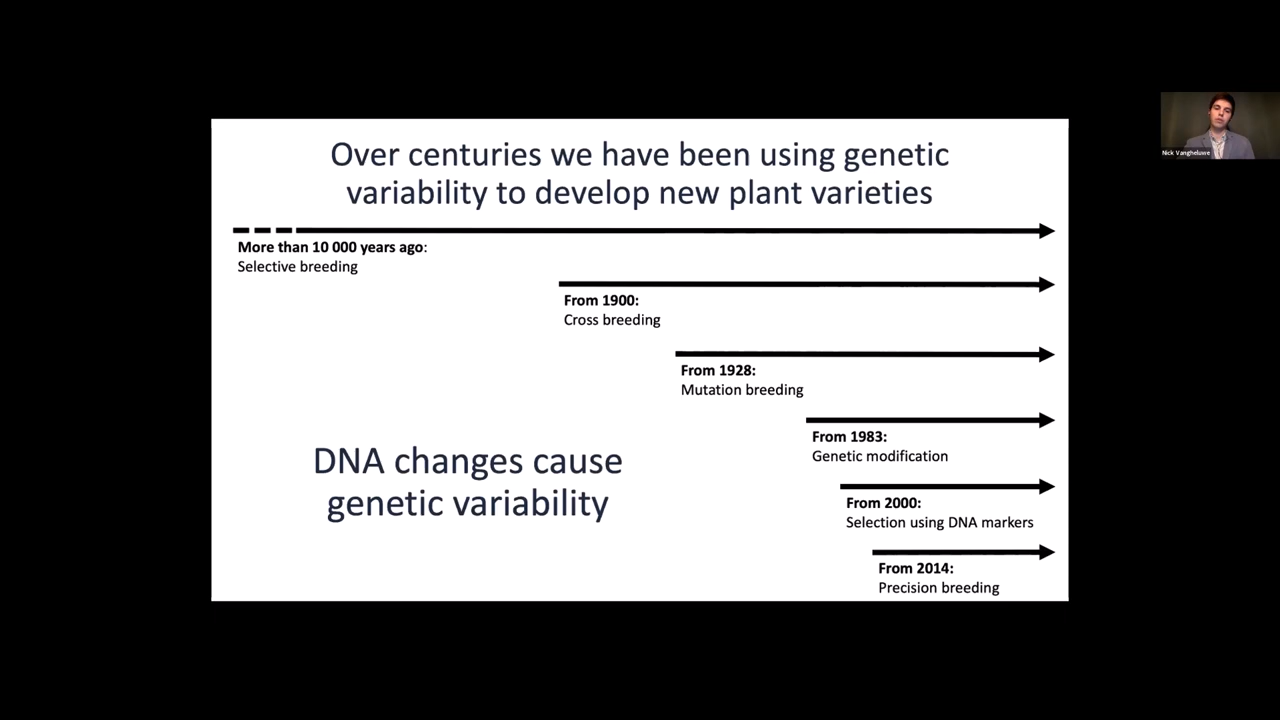 Over centuries we have been using genetic
variability to develop new plant varieties
More than 10 000 years ago:
Selective breeding
From 1900:
Cross breeding
From 1928:
Mutation breeding
From 1983:
Genetic modification
From 2000:
Selection using DNA markers
From 2014:
Precision breeding
DNA changes cause
genetic variability
Nick Vangheluwe